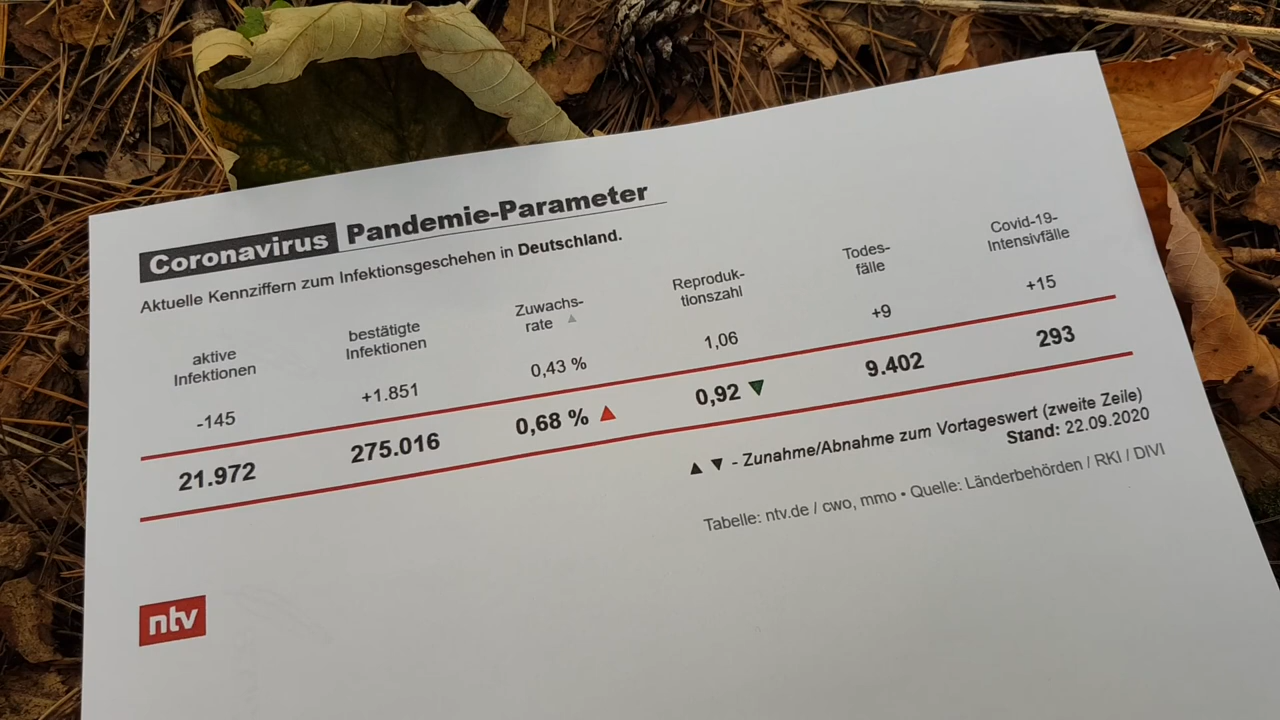 Coronavirus Pandemie-Parameter
Aktuelle Kennziffern zum Infektionsgeschehen in Deutschland.
aktive
Infektionen
bestätigte
Infektionen
Zuwachs-
rate ▲
Reproduk-
tionszahl
Todes-
fälle
Covid-19-
Intensivfälle
-145 +1.851 0,43 % 1,06 +9 +15
21.972 275.016 0,68 % ▲ 0,92 ▼ 9.402 293
▲ ▼ - Zunahme/Abnahme zum Vortageswert (zweite Zeile)
Stand: 22.09.2020
Tabelle: ntv.de / cwo, mmo • Quelle: Länderbehörden / RKI / DIVI
ntv